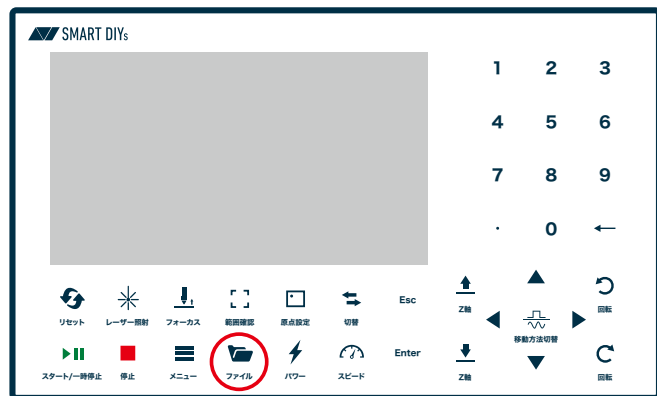 SMART DIYs
1 2 3
4 5 6
7 8 9
. 0 ←
リセット レーザー照射 フォーカス 範囲確認 原点設定 切替 Esc Z軸 回転
移動方法切替
スタート/一時停止 停止 メニュー ファイル パワー スピード Enter Z軸 回転